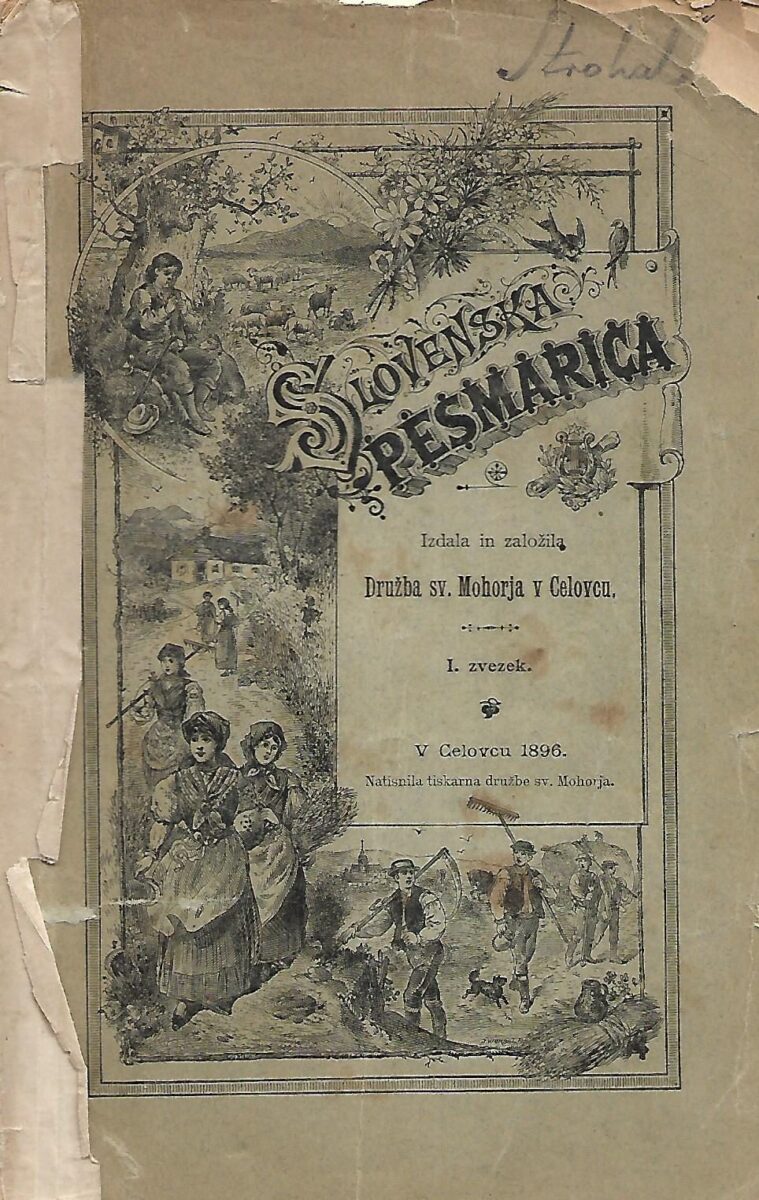 Strohal
SLOVENSKA
PESMARICA
Izdala in založila
Družba sv. Mohorja v Celovcu.
I. zvezek.
V Celovcu 1896.
Natisnila tiskarna družbe sv. Mohorja.